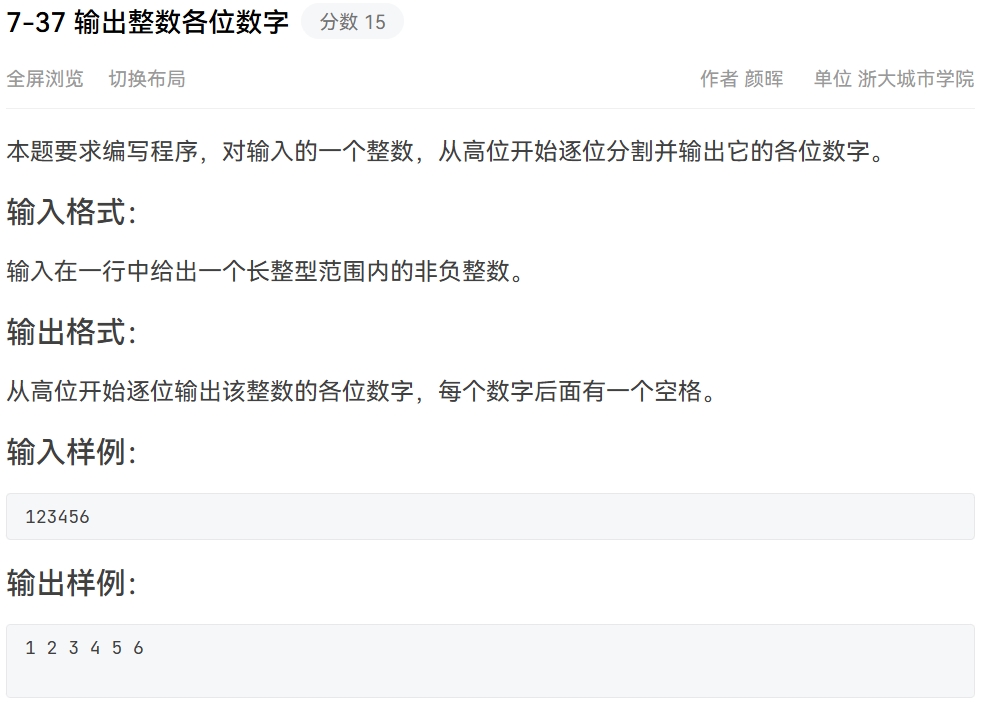 7-37 输出整数各位数字 分数 15
全屏浏览 切换布局 作者 颜晖 单位 浙大城市学院
本题要求编写程序，对输入的一个整数，从高位开始逐位分割并输出它的各位数字。
输入格式：
输入在一行中给出一个长整型范围内的非负整数。
输出格式：
从高位开始逐位输出该整数的各位数字，每个数字后面有一个空格。
输入样例：
123456
输出样例：
1 2 3 4 5 6